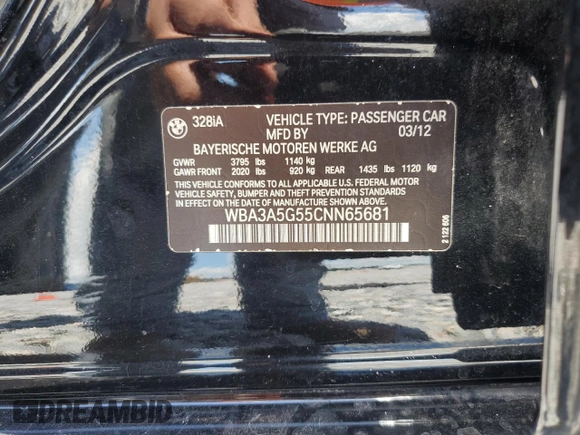 BMW
328iA
VEHICLE TYPE: PASSENGER CAR
MFD BY 03/12
BAYERISCHE MOTOREN WERKE AG
GVWR 3795 lbs 1140 kg
GAWR FRONT 2020 lbs 920 kg REAR 1435 lbs 1120 kg
THIS VEHICLE CONFORMS TO ALL APPLICABLE U.S. FEDERAL MOTOR
VEHICLE SAFETY, BUMPER AND THEFT PREVENTION STANDARDS
IN EFFECT ON THE DATE OF MANUFACTURE SHOWN ABOVE.
WBA3A5G55CNN65681
2 122 606
DREAMBID